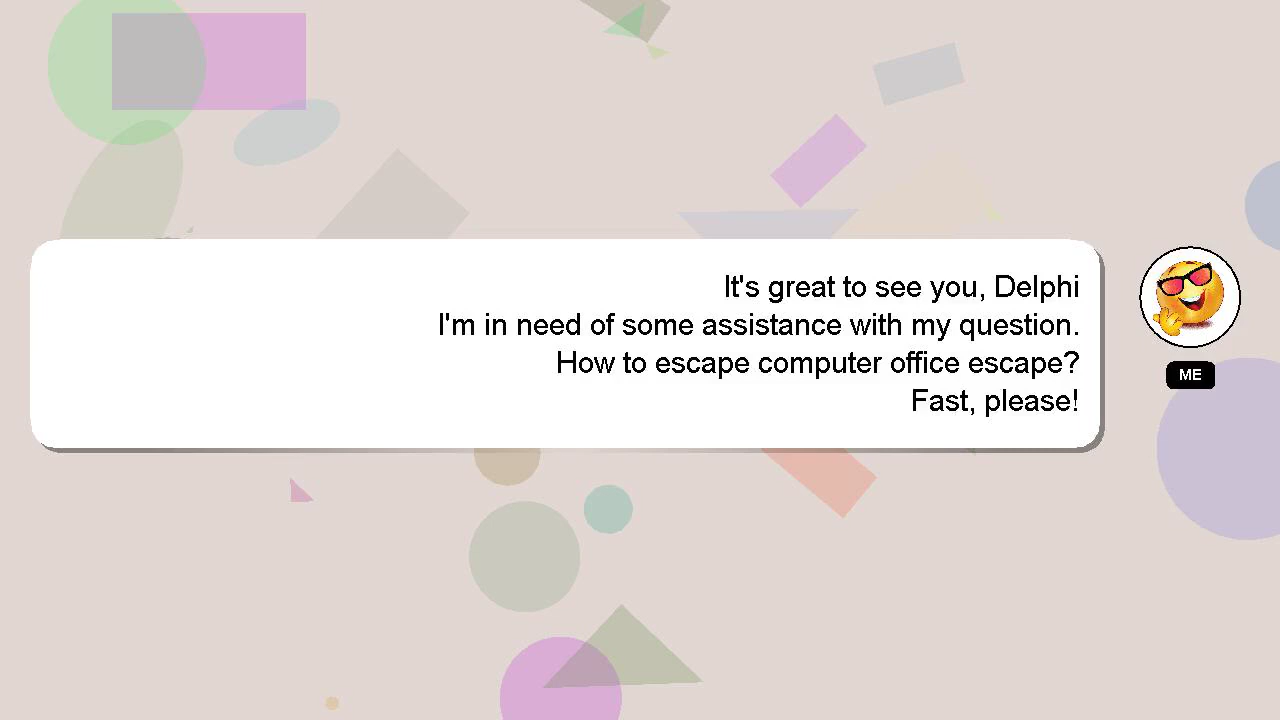 It's great to see you, Delphi
I'm in need of some assistance with my question.
How to escape computer office escape?
Fast, please!
ME